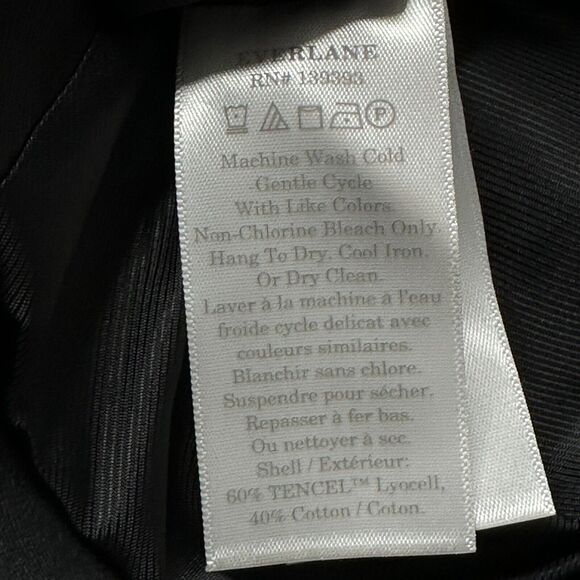 EVERLANE
RN# 139393
P
Machine Wash Cold
Gentle Cycle
With Like Colors.
Non-Chlorine Bleach Only.
Hang To Dry. Cool Iron.
Or Dry Clean.
Laver à la machine à l'eau
froide cycle delicat avec
couleurs similaires.
Blanchir sans chlore.
Suspendre pour sécher.
Repasser à fer bas.
Ou nettoyer à sec.
Shell / Extérieur:
60% TENCEL™ Lyocell,
40% Cotton / Coton.